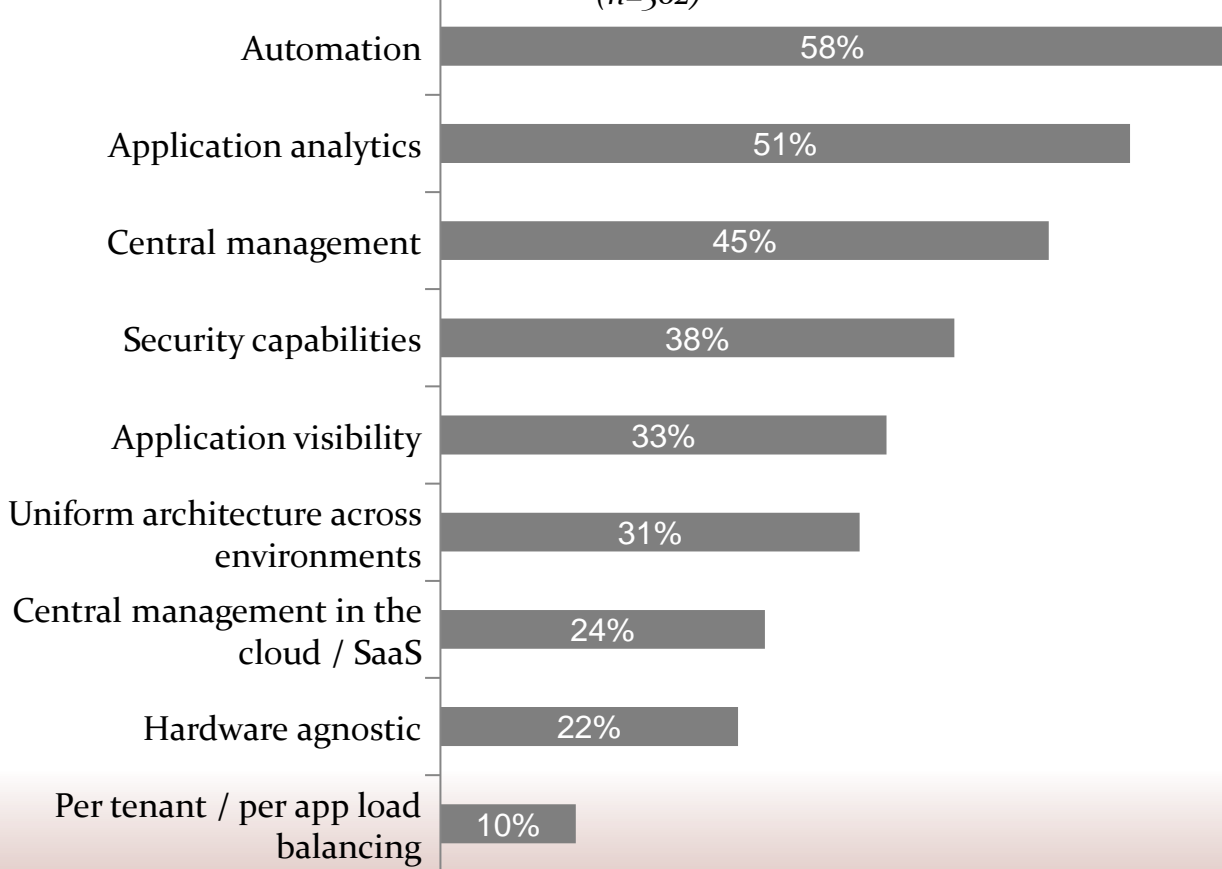 Automation 58%
Application analytics 51%
Central management 45%
Security capabilities 38%
Application visibility 33%
Uniform architecture across
environments 31%
Central management in the
cloud / SaaS 24%
Hardware agnostic 22%
Per tenant / per app load
balancing 10%